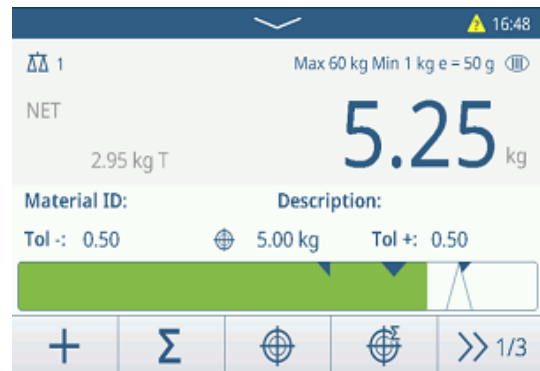 16:48
1 Max 60 kg Min 1 kg e = 50 g III
NET
5.25 kg
2.95 kg T
Material ID: Description:
Tol -: 0.50 5.00 kg Tol +: 0.50
Σ Σ 1/3